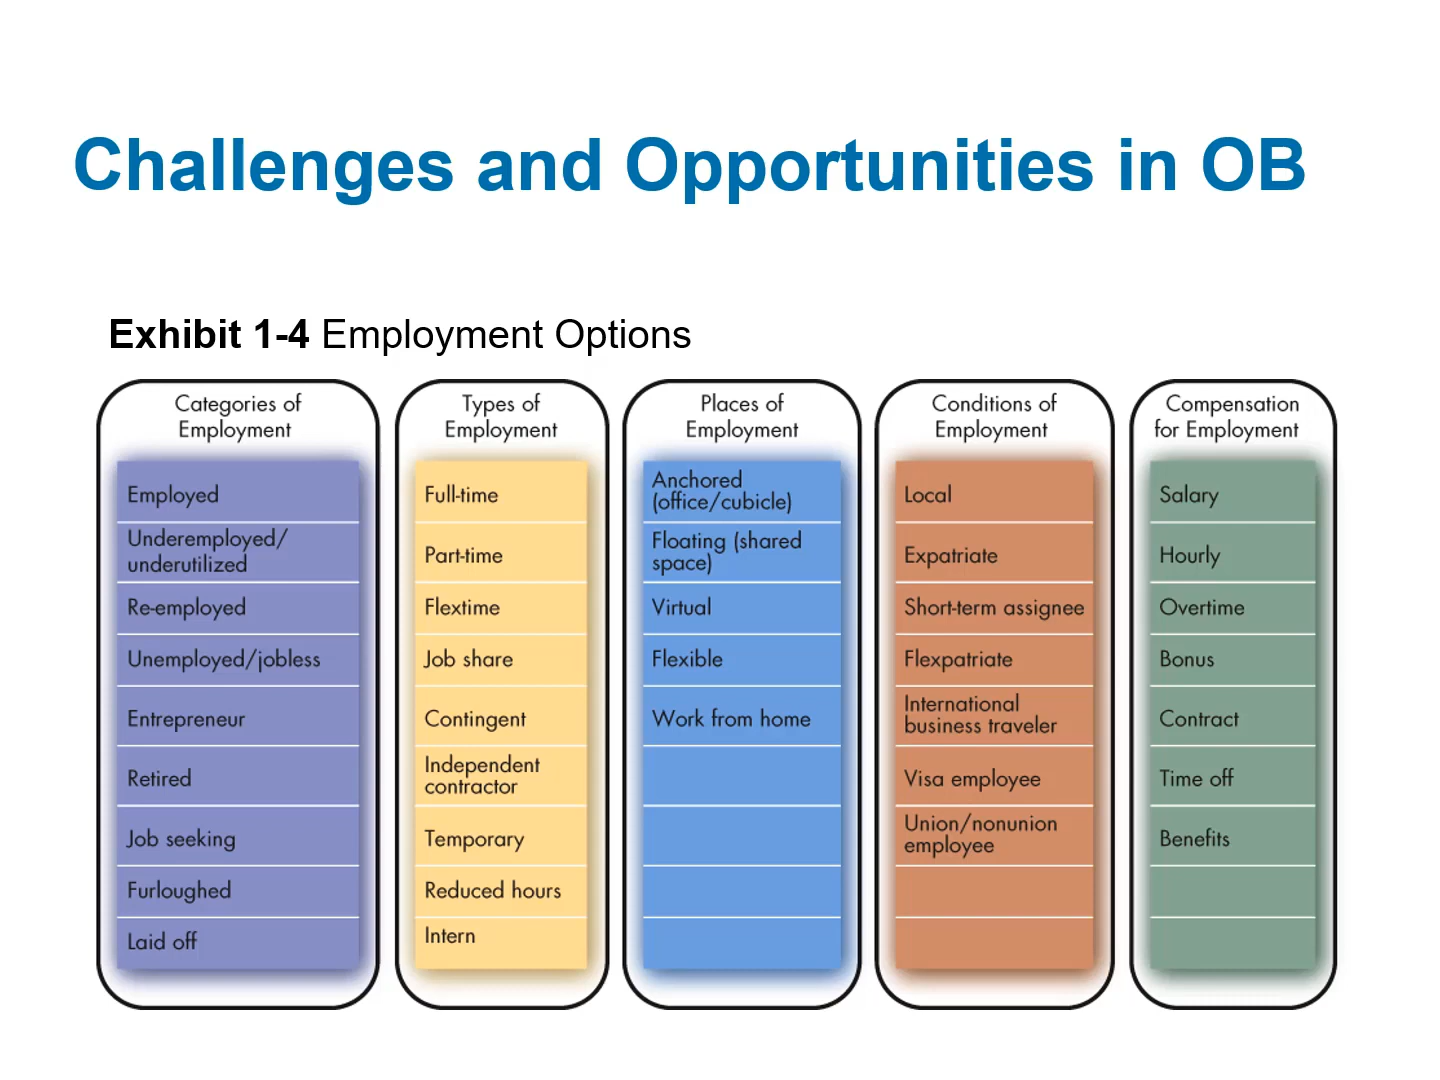 Challenges and Opportunities in OB
Exhibit 1-4 Employment Options
Categories of
Employment
Employed
Underemployed/
underutilized
Re-employed
Unemployed/jobless
Entrepreneur
Retired
Job seeking
Furloughed
Laid off
Types of
Employment
Full-time
Part-time
Flextime
Job share
Contingent
Independent
contractor
Temporary
Reduced hours
Intern
Places of
Employment
Anchored
(office/cubicle)
Floating (shared
space)
Virtual
Flexible
Work from home
Conditions of
Employment
Local
Expatriate
Short-term assignee
Flexpatriate
International
business traveler
Visa employee
Union/nonunion
employee
Compensation
for Employment
Salary
Hourly
Overtime
Bonus
Contract
Time off
Benefits